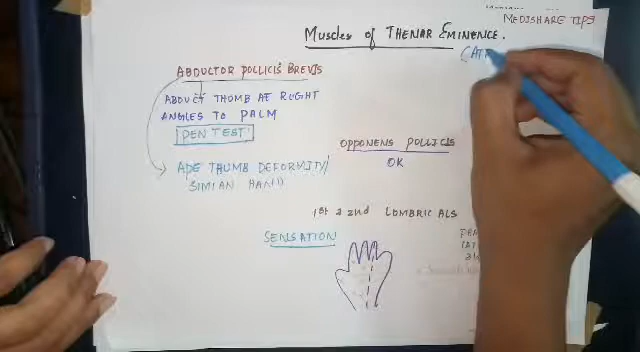 MEDISHARE TIPS
MUSCLES OF THENAR EMINENCE.
(AT
ABDUCTOR POLLICIS BREVIS
ABDUCT THUMB AT RIGHT
ANGLES TO PALM
PEN TEST
OPPONENS POLLICIS
OK
APE THUMB DEFORMITY/
SIMIAN HAND
1st & 2nd LUMBRICALS
SENSATION